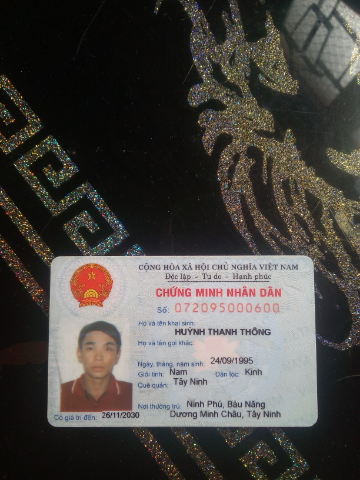 CỘNG HÒA XÃ HỘI CHỦ NGHĨA VIỆT NAM
Độc lập - Tự do - Hạnh phúc
CHỨNG MINH NHÂN DÂN
Số: 072095000600
Họ và tên khai sinh:
HUỲNH THANH THÔNG
Họ và tên gọi khác:
Ngày, tháng, năm sinh: 24/09/1995
Giới tính: Nam Dân tộc: Kinh
Quê quán: Tây Ninh
Nơi thường trú: Ninh Phú, Bàu Năng
Dương Minh Châu, Tây Ninh
Có giá trị đến: 26/11/2030